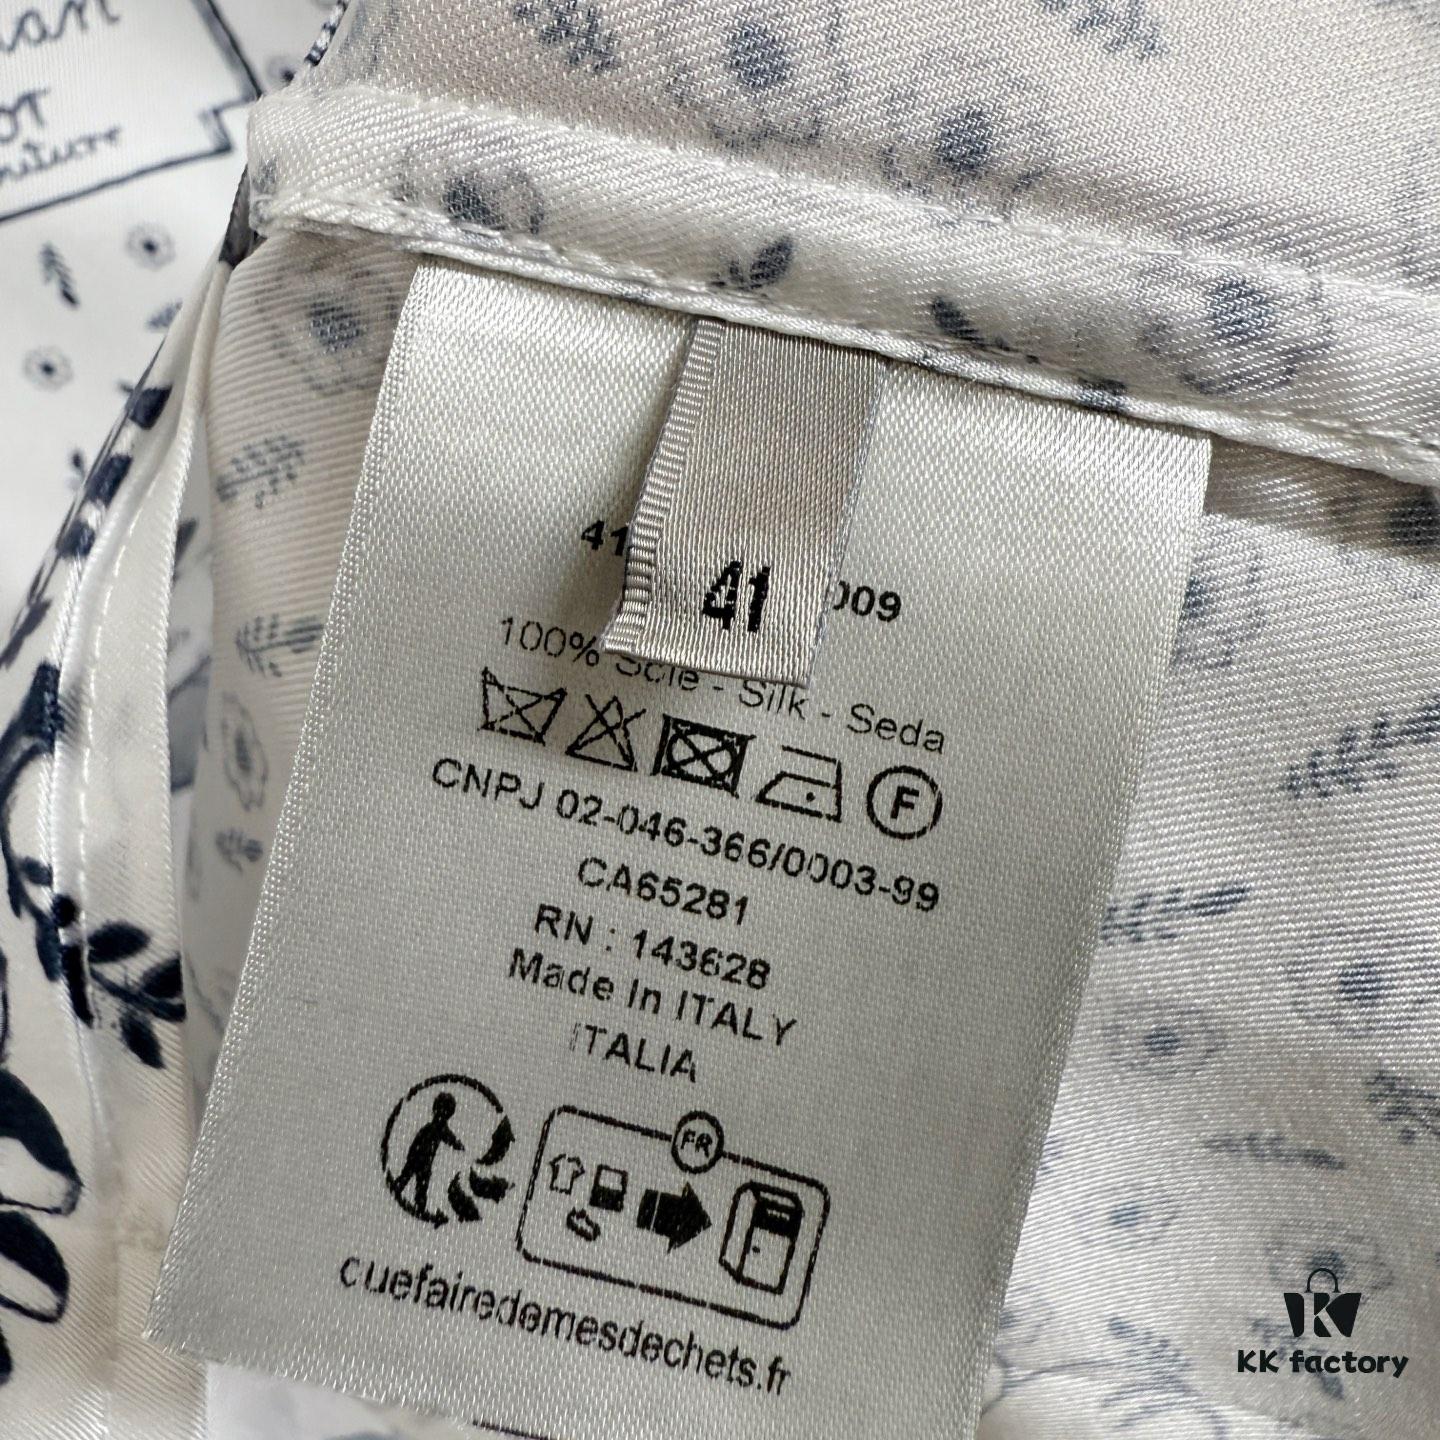 41
009
41
100% Soie - Silk - Seda
F
CNPJ 02-046-366/0003-99
CA65281
RN : 143628
Made In ITALY
ITALIA
FR
quefairedemesdechets.fr
KK factory